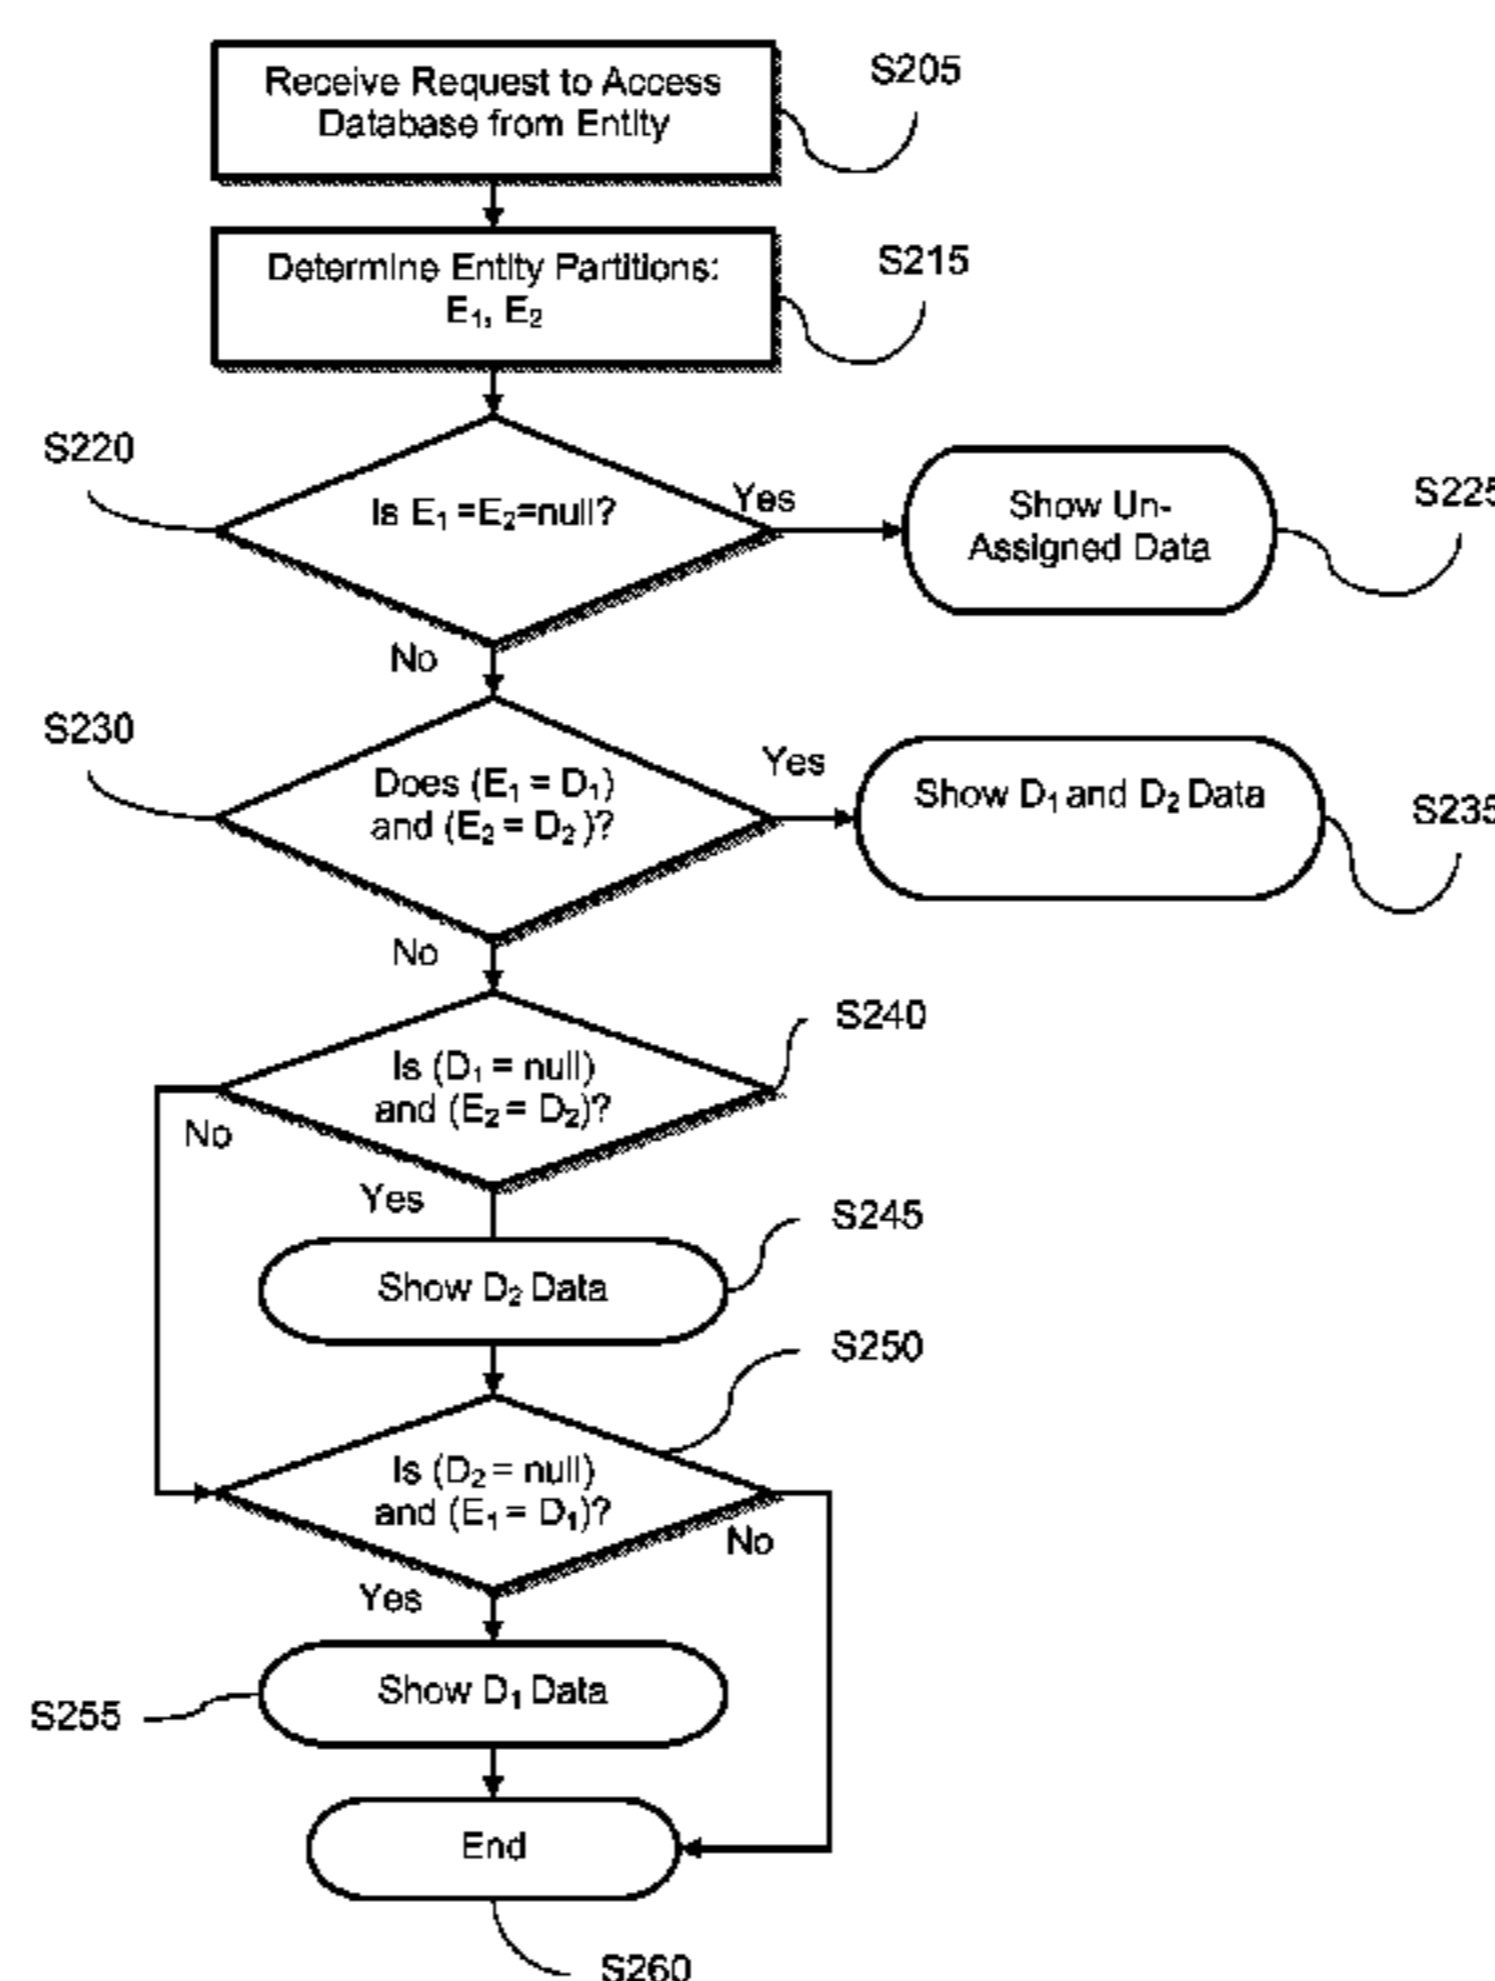 Receive Request to Access
Database from Entity
S205
Determine Entity Partitions:
E₁, E₂
S215
S220
Is E₁ =E₂=null?
Yes
Show Un-
Assigned Data
S225
No
S230
Does (E₁ = D₁)
and (E₂ = D₂ )?
Yes
Show D₁ and D₂ Data
S235
No
S240
Is (D₁ = null)
and (E₂ = D₂)?
No
Yes
S245
Show D₂ Data
S250
Is (D₂ = null)
and (E₁ = D₁)?
No
Yes
Show D₁ Data
S255
End
S260